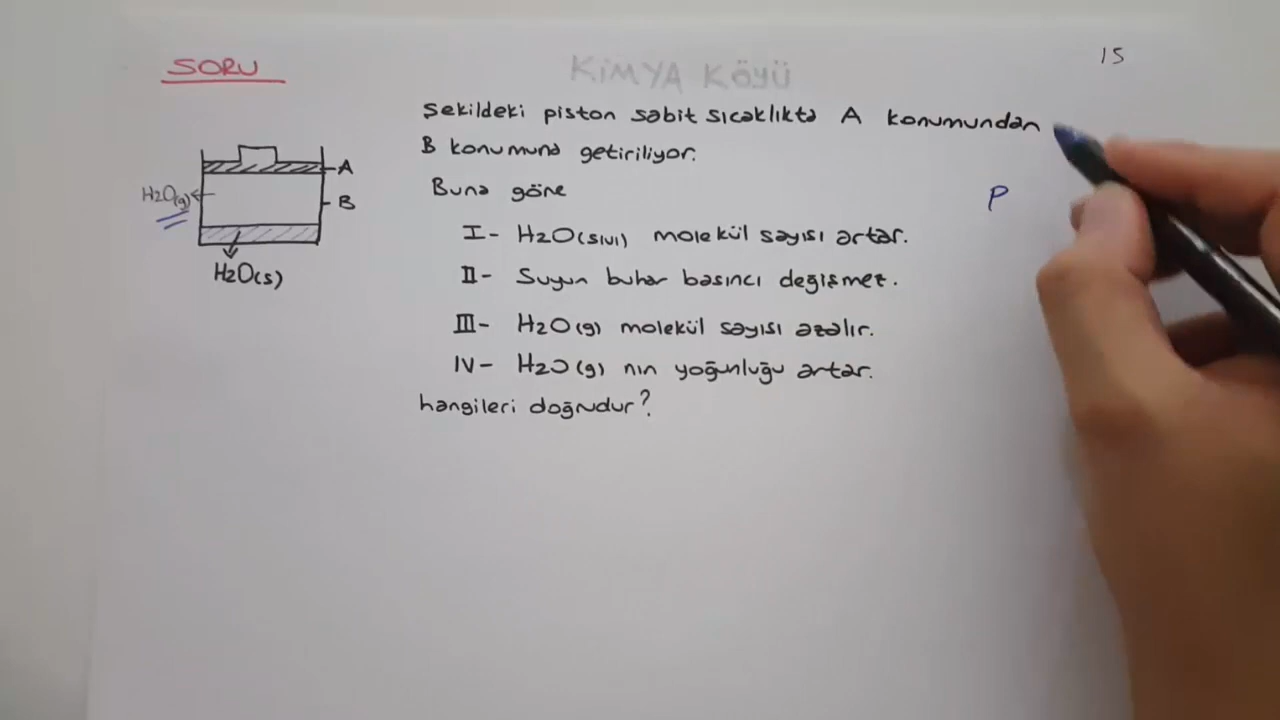 SORU
KİMYA KÖYÜ
15
Şekildeki piston sabit sıcaklıkta A konumundan
B konumuna getiriliyor.
Buna göre
I- H2O(sıvı) molekül sayısı artar.
II- Suyun buhar basıncı değişmez.
III- H2O(g) molekül sayısı azalır.
IV- H2O(g) nın yoğunluğu artar.
hangileri doğrudur?
A
H2O(g)
B
H2O(s)
P